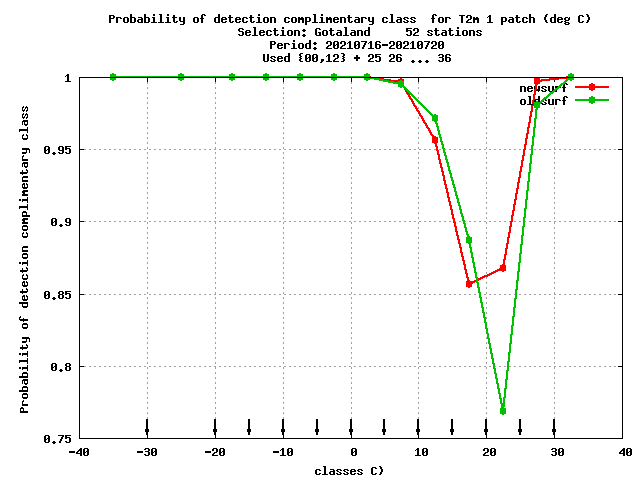 Probability of detection complimentary class  for T2m 1 patch (deg C)
Selection: Gotaland     52 stations
Period: 20210716-20210720
Used {00,12} + 25 26 ... 36
newsurf
oldsurf
Probability of detection complimentary class
1
0.95
0.9
0.85
0.8
0.75
-40 -30 -20 -10 0 10 20 30 40
classes C)